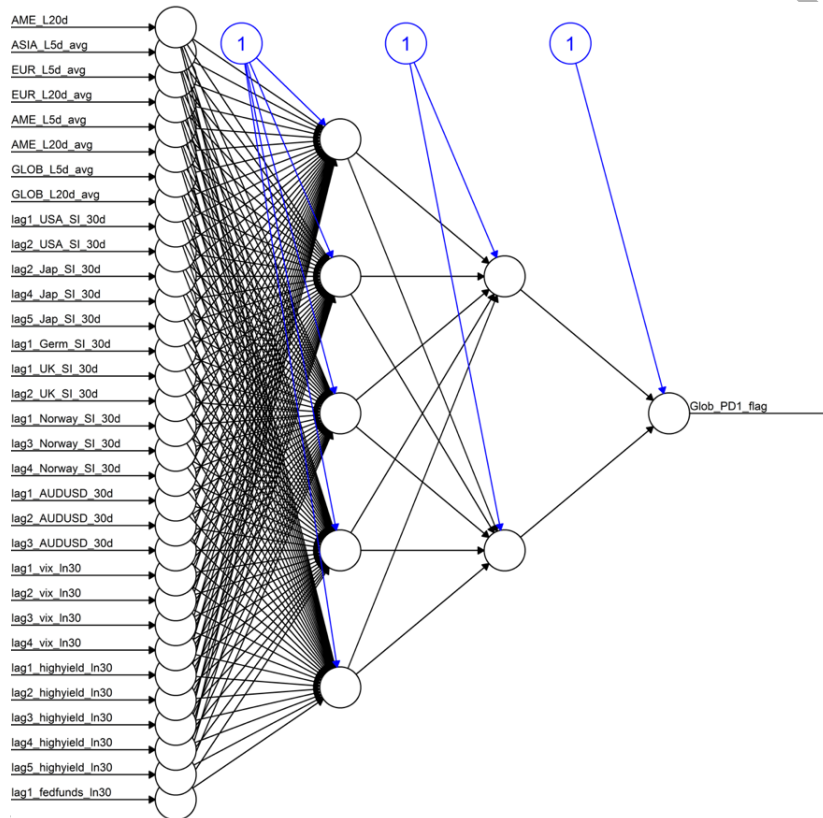 AME_L20d
1
1
1
ASIA_L5d_avg
EUR_L5d_avg
EUR_L20d_avg
AME_L5d_avg
AME_L20d_avg
GLOB_L5d_avg
GLOB_L20d_avg
lag1_USA_SI_30d
lag2_USA_SI_30d
lag2_Jap_SI_30d
lag4_Jap_SI_30d
lag5_Jap_SI_30d
lag1_Germ_SI_30d
lag1_UK_SI_30d
lag2_UK_SI_30d
Glob_PD1_flag
lag1_Norway_SI_30d
lag3_Norway_SI_30d
lag4_Norway_SI_30d
lag1_AUDUSD_30d
lag2_AUDUSD_30d
lag3_AUDUSD_30d
lag1_vix_ln30
lag2_vix_ln30
lag3_vix_ln30
lag4_vix_ln30
lag1_highyield_ln30
lag2_highyield_ln30
lag3_highyield_ln30
lag4_highyield_ln30
lag5_highyield_ln30
lag1_fedfunds_ln30